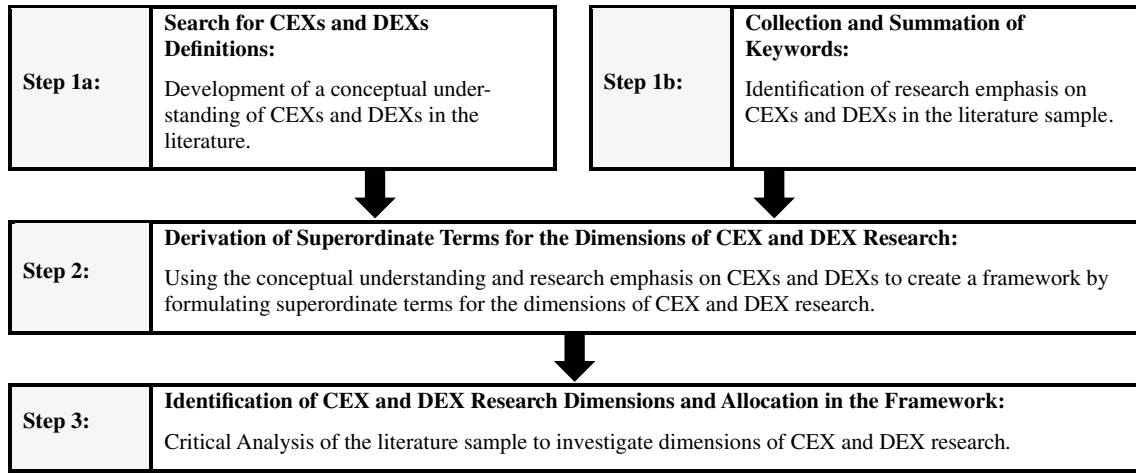 Step 1a:
Search for CEXs and DEXs
Definitions:
Development of a conceptual under-
standing of CEXs and DEXs in the
literature.
Step 1b:
Collection and Summation of
Keywords:
Identification of research emphasis on
CEXs and DEXs in the literature sample.
Step 2:
Derivation of Superordinate Terms for the Dimensions of CEX and DEX Research:
Using the conceptual understanding and research emphasis on CEXs and DEXs to create a framework by
formulating superordinate terms for the dimensions of CEX and DEX research.
Step 3:
Identification of CEX and DEX Research Dimensions and Allocation in the Framework:
Critical Analysis of the literature sample to investigate dimensions of CEX and DEX research.